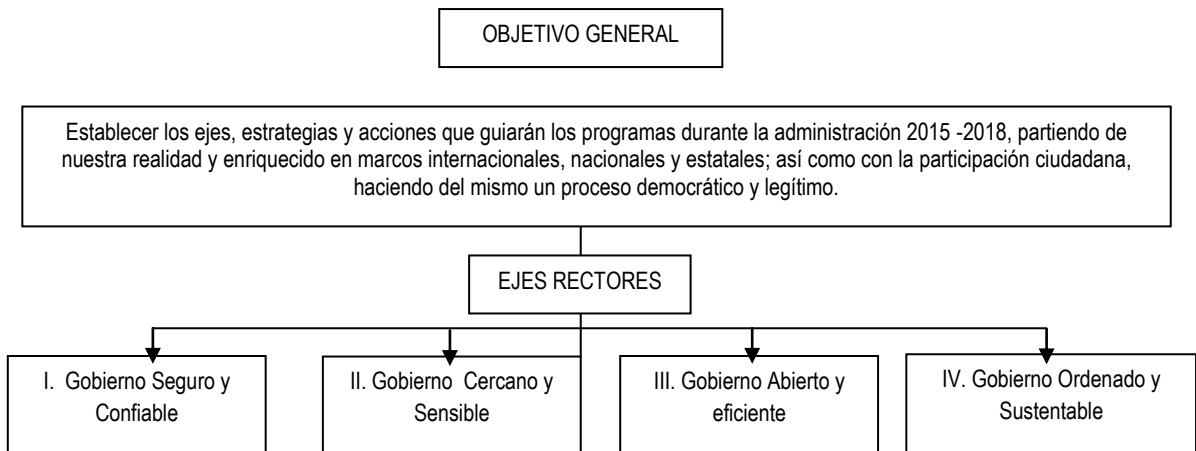 OBJETIVO GENERAL
Establecer los ejes, estrategias y acciones que guiarán los programas durante la administración 2015 -2018, partiendo de
nuestra realidad y enriquecido en marcos internacionales, nacionales y estatales; así como con la participación ciudadana,
haciendo del mismo un proceso democrático y legítimo.
EJES RECTORES
I. Gobierno Seguro y
Confiable
II. Gobierno Cercano y
Sensible
III. Gobierno Abierto y
eficiente
IV. Gobierno Ordenado y
Sustentable